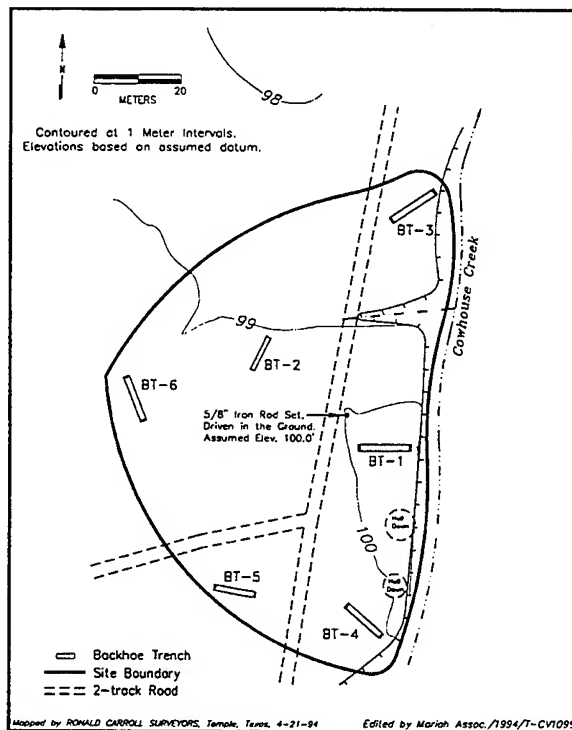 N
0 20
METERS
Contoured at 1 Meter Intervals.
Elevations based on assumed datum.
98
BT-3
Cowhouse Creek
99
BT-2
BT-6
5/8" Iron Rod Set,
Driven in the Ground.
Assumed Elev. 100.0'
BT-1
100
BT-5
BT-4
Backhoe Trench
Site Boundary
2-track Road
Mapped by RONALD CARROLL SURVEYORS, Temple, Texas, 4-21-94
Edited by Mariah Assoc./1994/T-CV1095